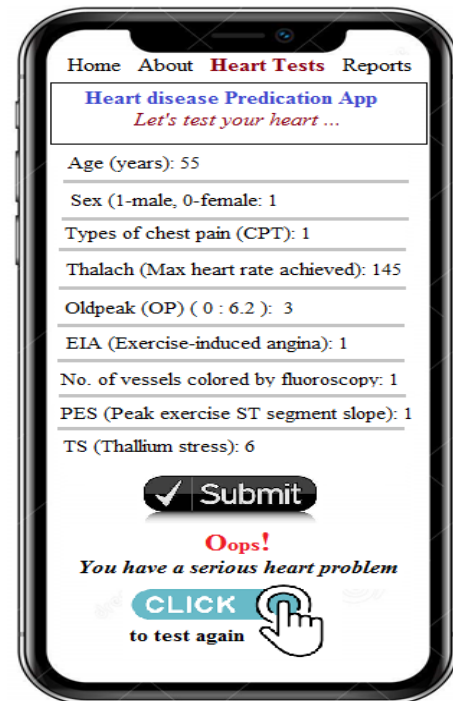 Home About Heart Tests Reports
Heart disease Predication App
Let's test your heart ...
Age (years): 55
Sex (1-male, 0-female: 1
Types of chest pain (CPT): 1
Thalach (Max heart rate achieved): 145
Oldpeak (OP) ( 0 : 6.2 ): 3
EIA (Exercise-induced angina): 1
No. of vessels colored by fluoroscopy: 1
PES (Peak exercise ST segment slope): 1
TS (Thallium stress): 6
Submit
Oops!
You have a serious heart problem
CLICK
to test again